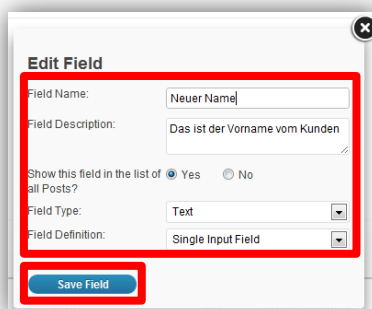 Edit Field
Field Name: Neuer Name
Field Description: Das ist der Vorname vom Kunden
Show this field in the list of all Posts? Yes No
Field Type: Text
Field Definition: Single Input Field
Save Field